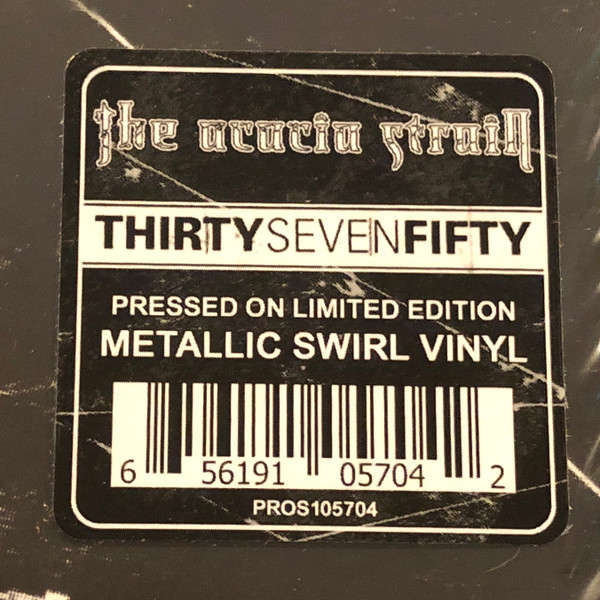 the acacia strain
THIRTYSEVENFIFTY
PRESSED ON LIMITED EDITION
METALLIC SWIRL VINYL
6 56191 05704 2
PROS105704